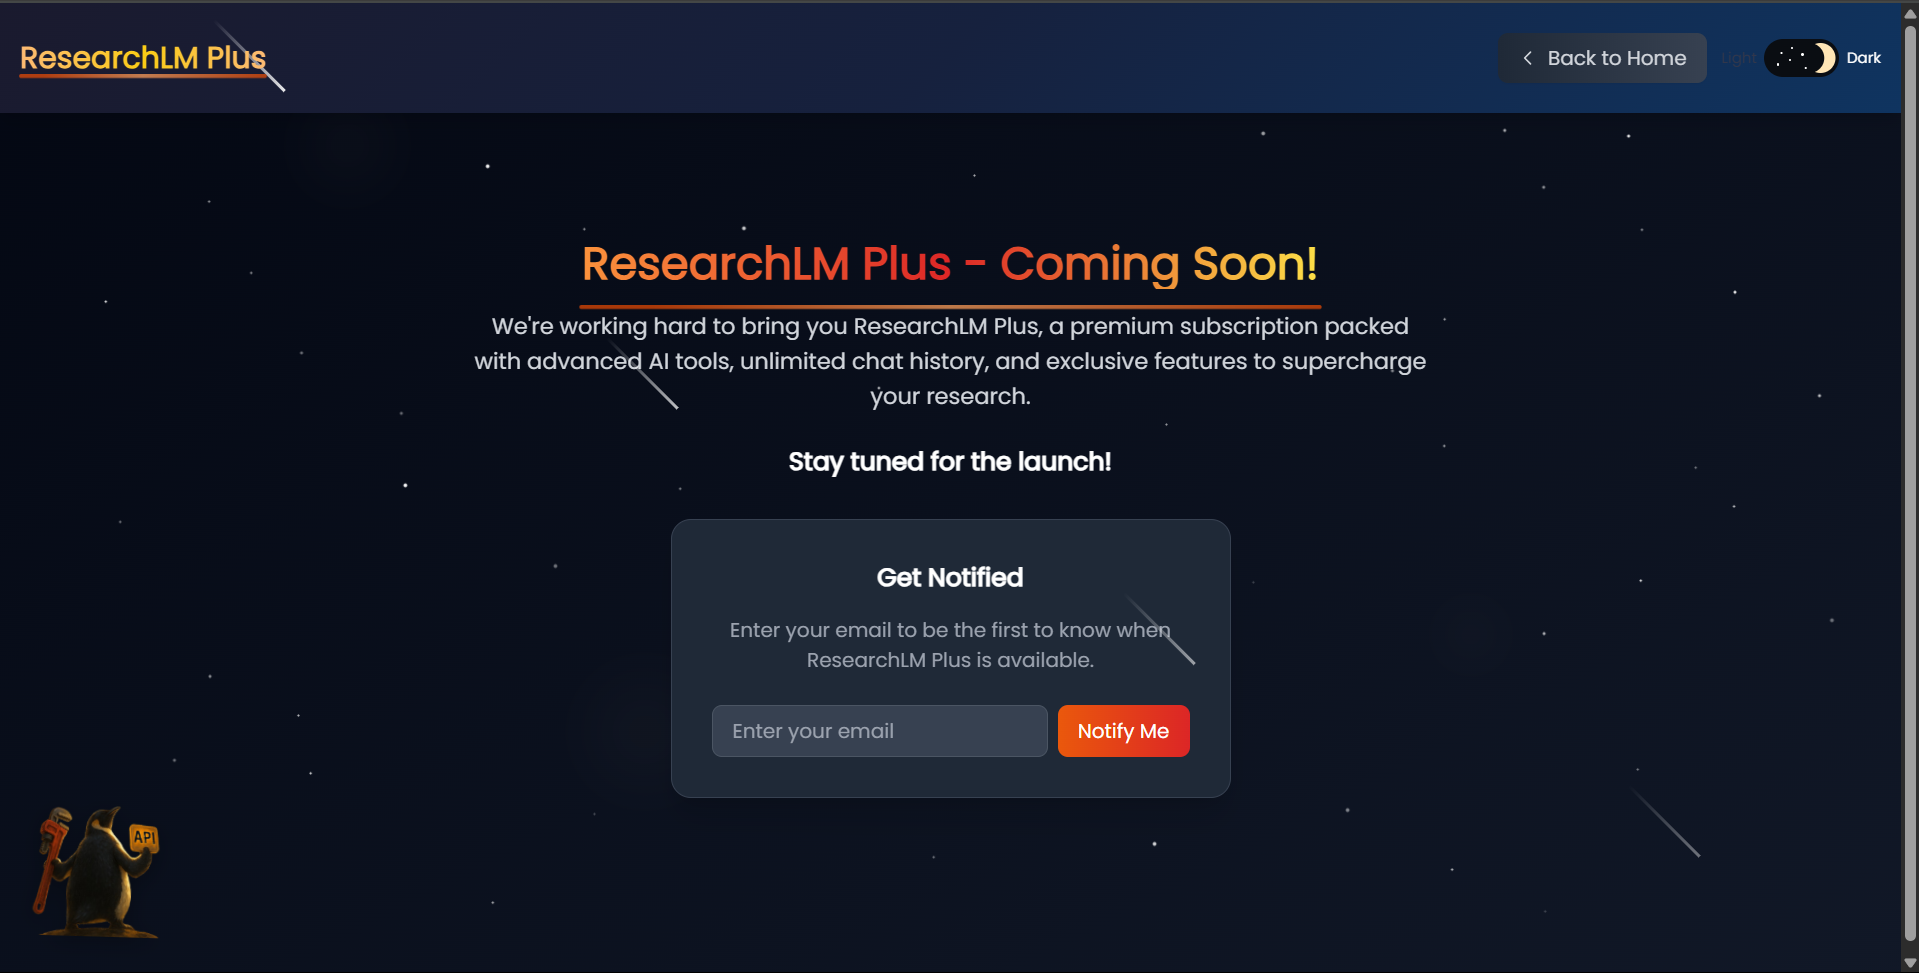 ResearchLM Plus
Back to Home
Light
Dark
ResearchLM Plus - Coming Soon!
We're working hard to bring you ResearchLM Plus, a premium subscription packed
with advanced AI tools, unlimited chat history, and exclusive features to supercharge
your research.
Stay tuned for the launch!
Get Notified
Enter your email to be the first to know when
ResearchLM Plus is available.
Enter your email
Notify Me
API